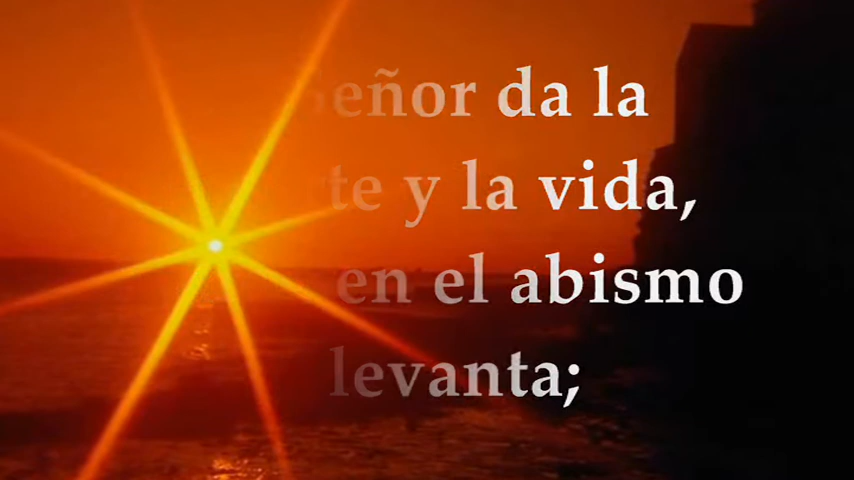 Señor da la
te y la vida,
en el abismo
levanta;